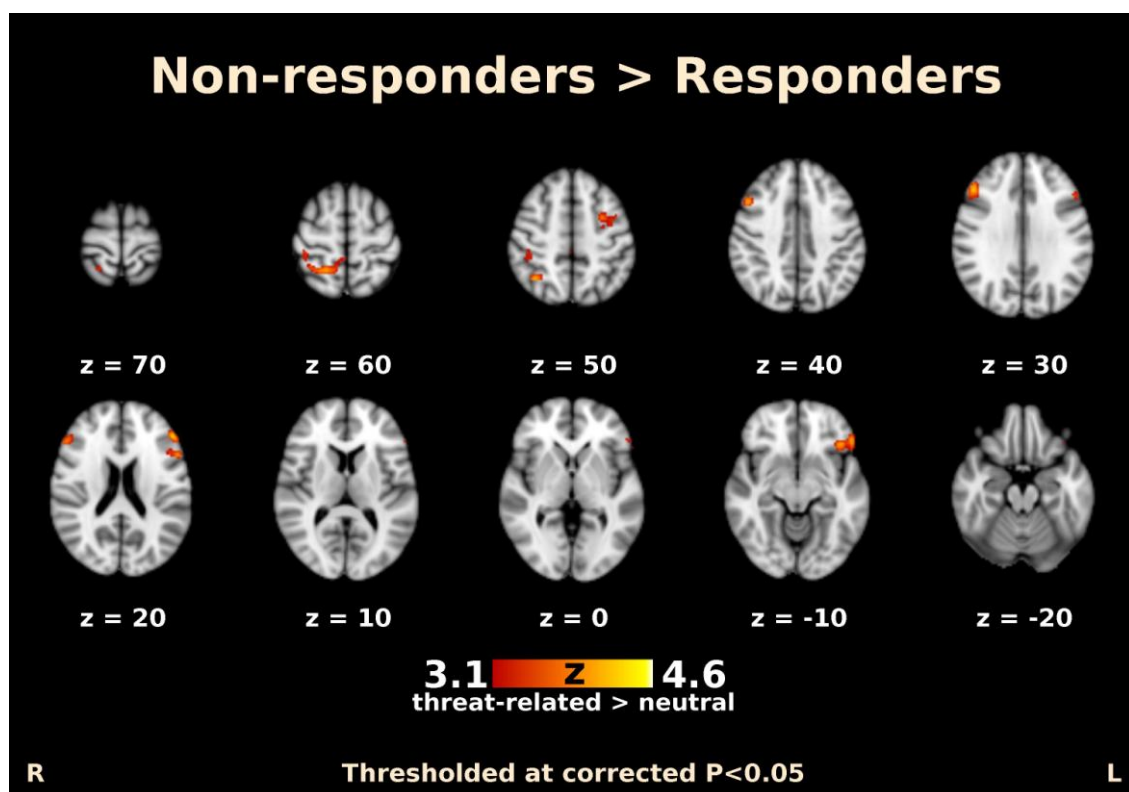 Non-responders > Responders
z = 70
z = 60
z = 50
z = 40
z = 30
z = 20
z = 10
z = 0
z = -10
z = -20
3.1 z 4.6
threat-related > neutral
R Thresholded at corrected P<0.05 L